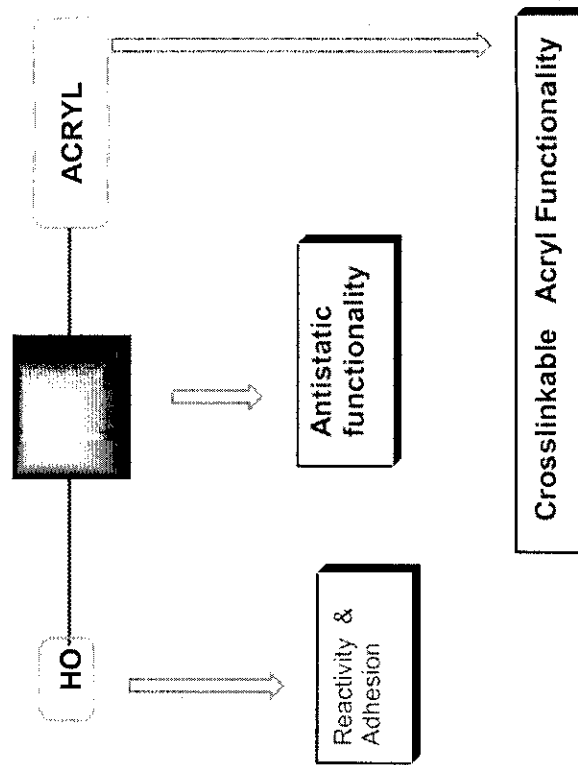 HO
ACRYL
Reactivity &
Adhesion
Antistatic
functionality
Crosslinkable Acryl Functionality